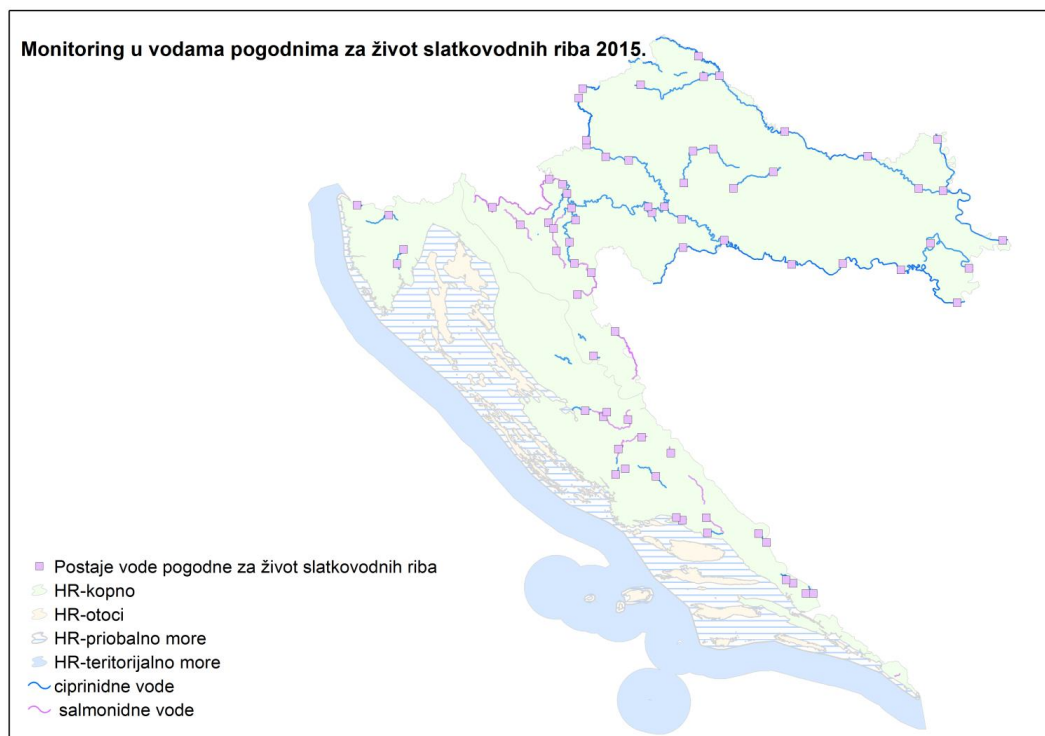 Monitoring u vodama pogodnima za život slatkovodnih riba 2015.
Postaje vode pogodne za život slatkovodnih riba
HR-kopno
HR-otoci
HR-priobalno more
HR-teritorijalno more
ciprinidne vode
salmonidne vode